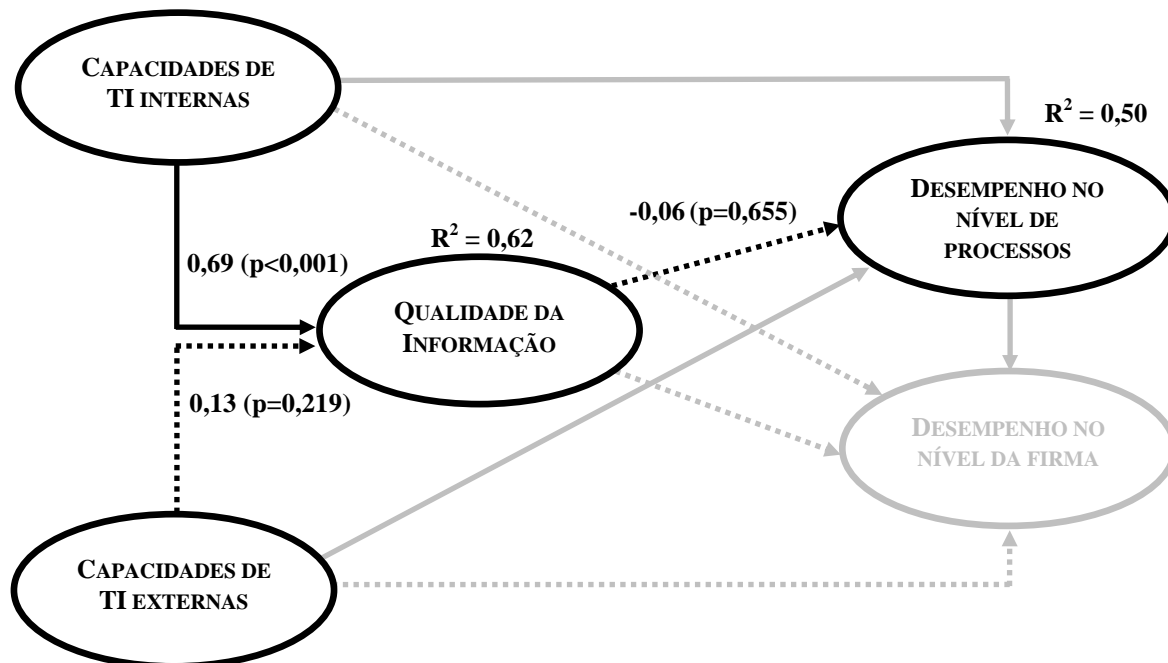 CAPACIDADES DE
TI INTERNAS
R² = 0,50
DESEMPENHO NO
NÍVEL DE
PROCESSOS
-0,06 (p=0,655)
R² = 0,62
0,69 (p<0,001)
QUALIDADE DA
INFORMAÇÃO
0,13 (p=0,219)
DESEMPENHO NO
NÍVEL DA FIRMA
CAPACIDADES DE
TI EXTERNAS